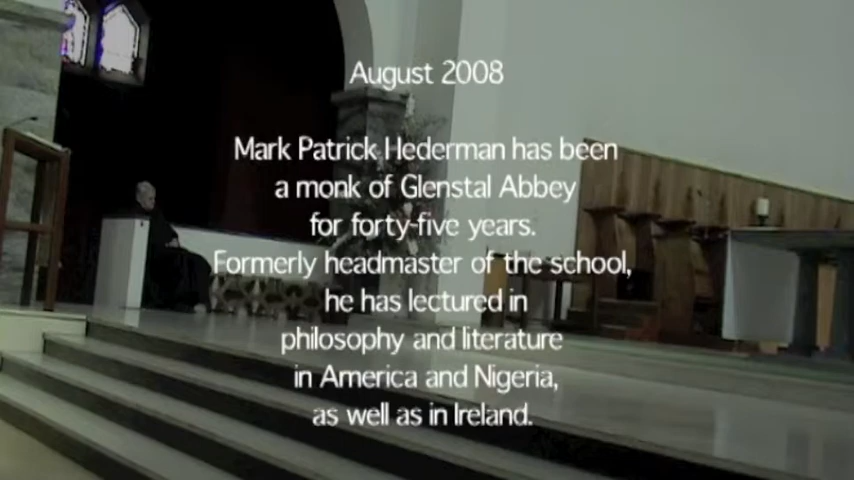 August 2008
Mark Patrick Hederman has been
a monk of Glenstal Abbey
for forty-five years.
Formerly headmaster of the school,
he has lectured in
philosophy and literature
in America and Nigeria,
as well as in Ireland.